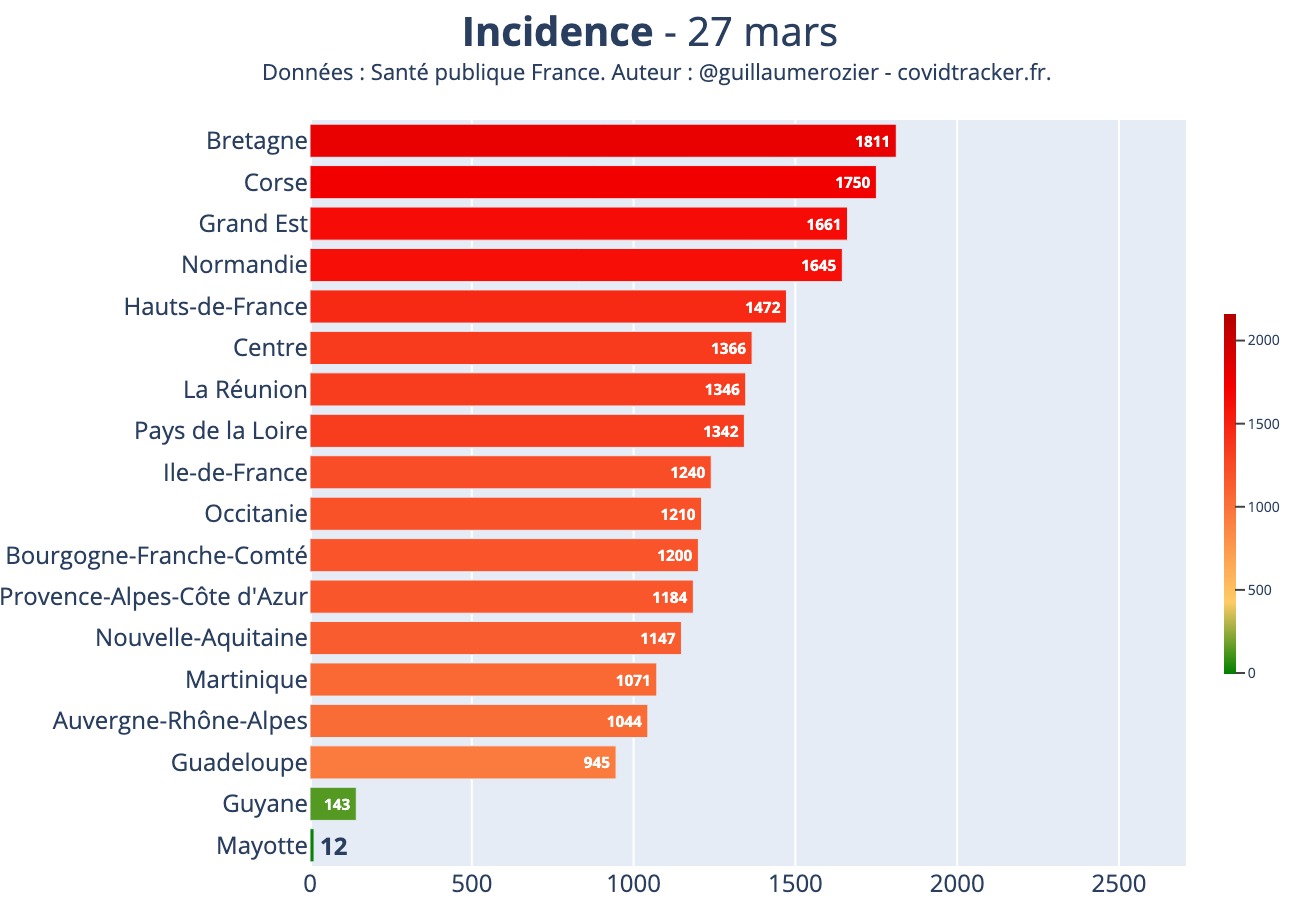 Incidence - 27 mars
Données : Santé publique France. Auteur : @guillaumerozier - covidtracker.fr.
Bretagne 1811
Corse 1750
Grand Est 1661
Normandie 1645
Hauts-de-France 1472
Centre 1366
La Réunion 1346
Pays de la Loire 1342
Ile-de-France 1240
Occitanie 1210
Bourgogne-Franche-Comté 1200
Provence-Alpes-Côte d'Azur 1184
Nouvelle-Aquitaine 1147
Martinique 1071
Auvergne-Rhône-Alpes 1044
Guadeloupe 945
Guyane 143
Mayotte 12
0 500 1000 1500 2000 2500
2000
1500
1000
500
0